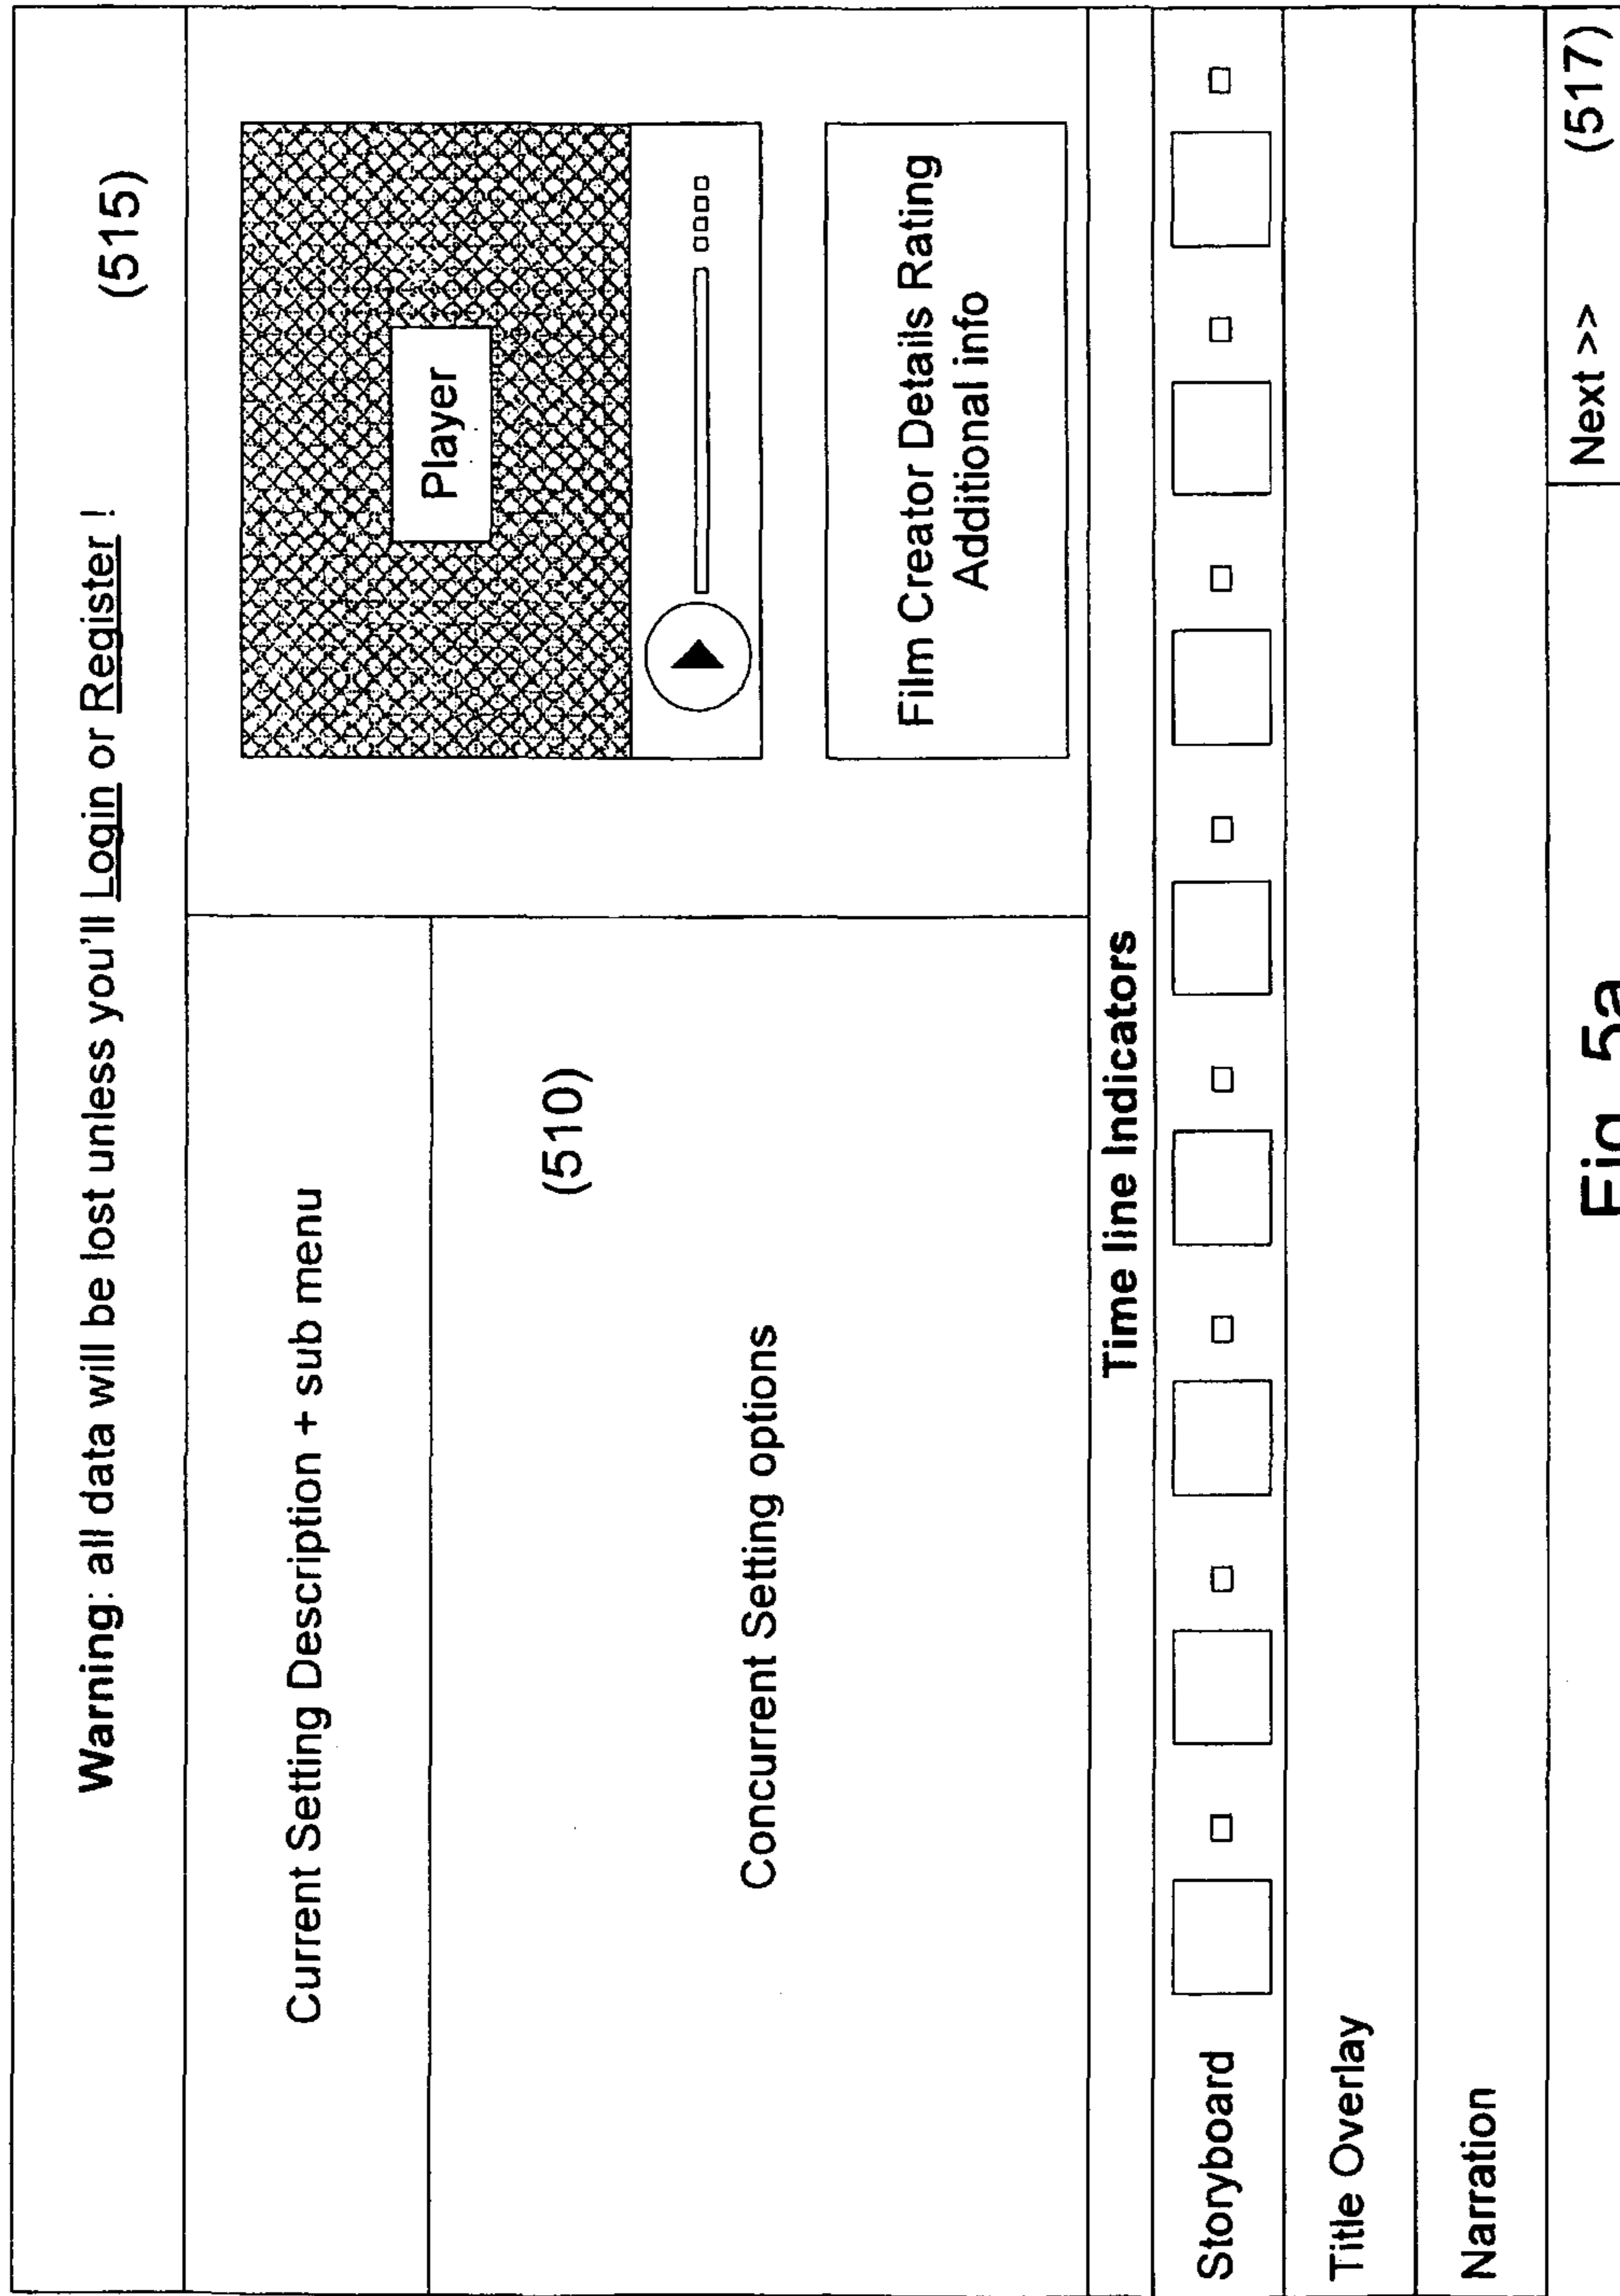 Warning: all data will be lost unless you'll Login or Register !
(515)
Current Setting Description + sub menu
(510)
Concurrent Setting options
Player
Film Creator Details Rating
Additional info
Time line Indicators
Storyboard
Title Overlay
Narration
Next >>
(517)
Fig. 5a